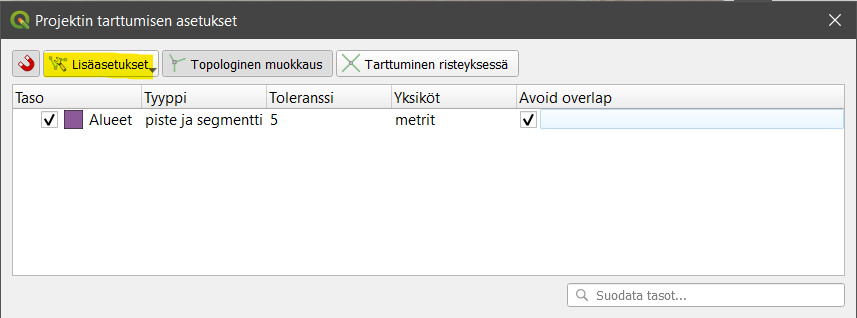 Projektin tarttumisen asetukset
Lisäasetukset Topologinen muokkaus Tarttuminen risteyksessä
Taso Tyyppi Toleranssi Yksiköt Avoid overlap
Alueet piste ja segmentti 5 metrit
Suodata tasot...